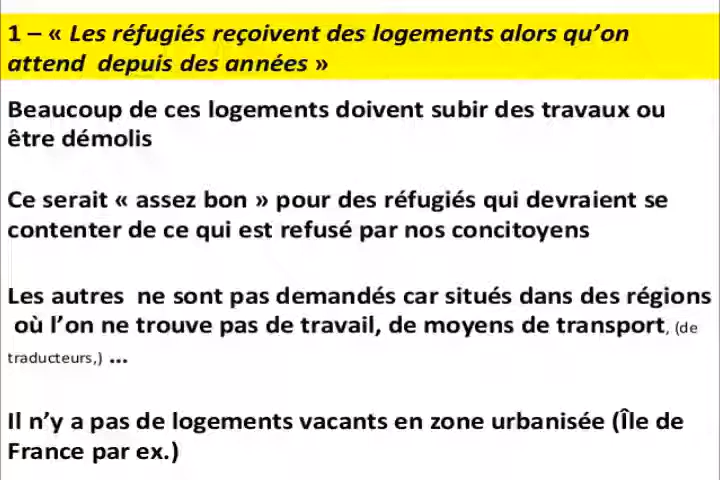 1 – « Les réfugiés reçoivent des logements alors qu’on
attend depuis des années »
Beaucoup de ces logements doivent subir des travaux ou
être démolis
Ce serait « assez bon » pour des réfugiés qui devraient se
contenter de ce qui est refusé par nos concitoyens
Les autres ne sont pas demandés car situés dans des régions
où l’on ne trouve pas de travail, de moyens de transport, (de
traducteurs,) ...
Il n’y a pas de logements vacants en zone urbanisée (Île de
France par ex.)